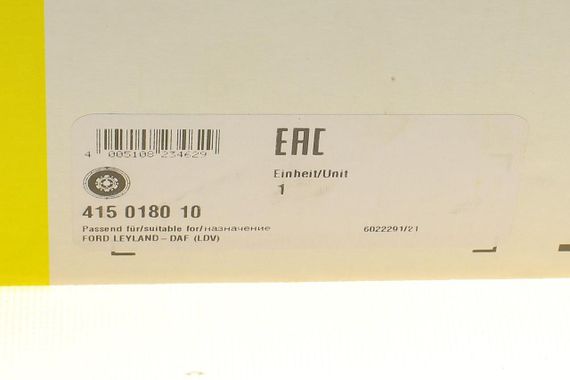 EAC
4 005108 234629
Einheit/Unit
1
415 0180 10
Passend für/suitable for/назначение
6022291/21
FORD LEYLAND – DAF (LDV)